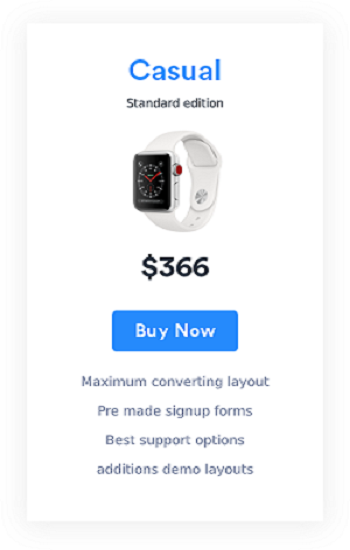 Casual
Standard edition
$366
Buy Now
Maximum converting layout
Pre made signup forms
Best support options
additions demo layouts